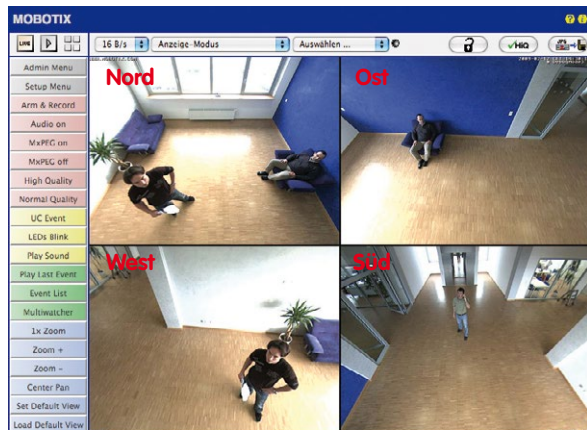 MOBOTIX
LIVE
16 B/s
Anzeige-Modus
Auswählen ...
HiQ
Admin Menu
Setup Menu
Arm & Record
Audio on
MxPEG on
MxPEG off
High Quality
Normal Quality
UC Event
LEDs Blink
Play Sound
Play Last Event
Event List
Multiwatcher
1x Zoom
Zoom +
Zoom –
Center Pan
Set Default View
Load Default View
Nord
Ost
West
Süd